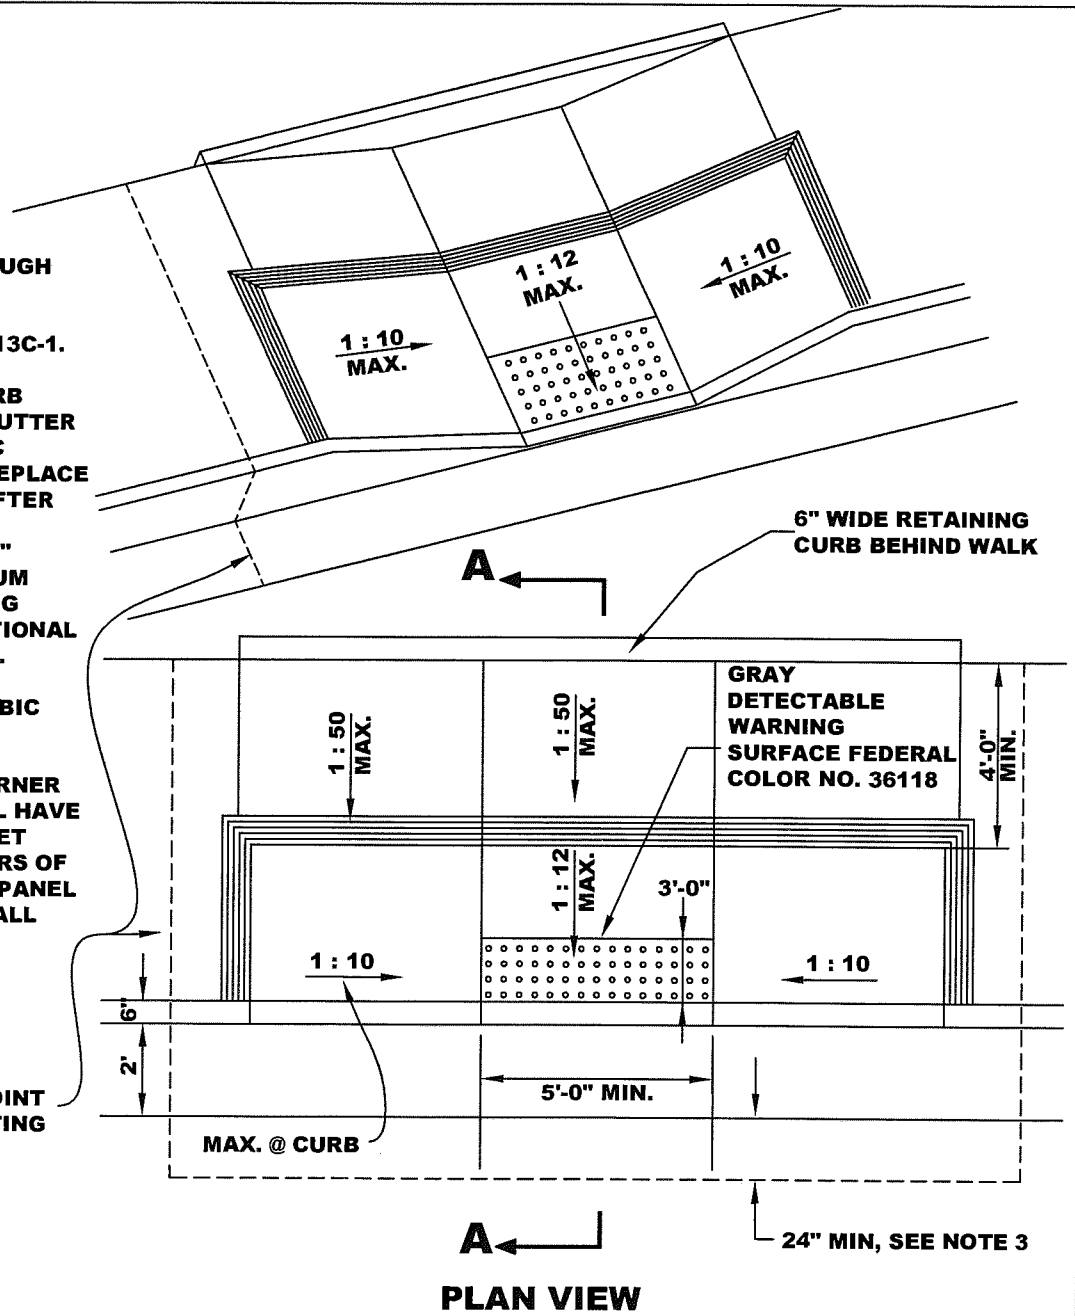 UGH
13C-1.
RB
UTTER
C
EPLACE
FTER
"
UM
G
TIONAL
BIC
RNER
L HAVE
ET
RS OF
PANEL
ALL
OINT
TING
1 : 12
MAX.
1 : 10
MAX.
1 : 10
MAX.
6" WIDE RETAINING
CURB BEHIND WALK
A
GRAY
DETECTABLE
WARNING
SURFACE FEDERAL
COLOR NO. 36118
1 : 50
MAX.
1 : 50
MAX.
4'-0"
MIN.
1 : 12
MAX.
3'-0"
1 : 10
1 : 10
6"
2'
5'-0" MIN.
MAX. @ CURB
A
24" MIN, SEE NOTE 3
PLAN VIEW